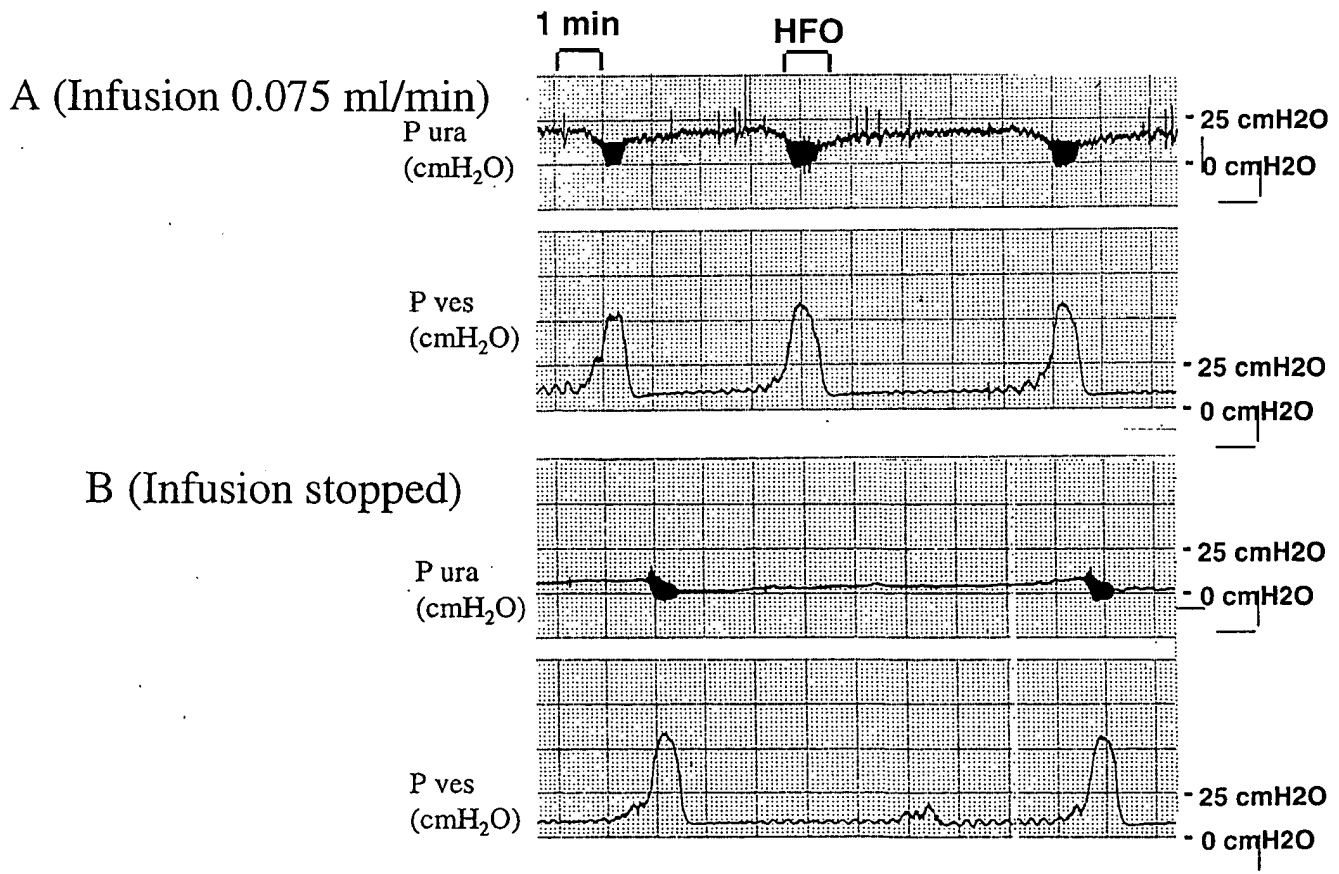 1 min
HFO
A (Infusion 0.075 ml/min)
P ura
(cmH₂O)
25 cmH2O
0 cmH2O
P ves
(cmH₂O)
25 cmH2O
0 cmH2O
B (Infusion stopped)
P ura
(cmH₂O)
25 cmH2O
0 cmH2O
P ves
(cmH₂O)
25 cmH2O
0 cmH2O